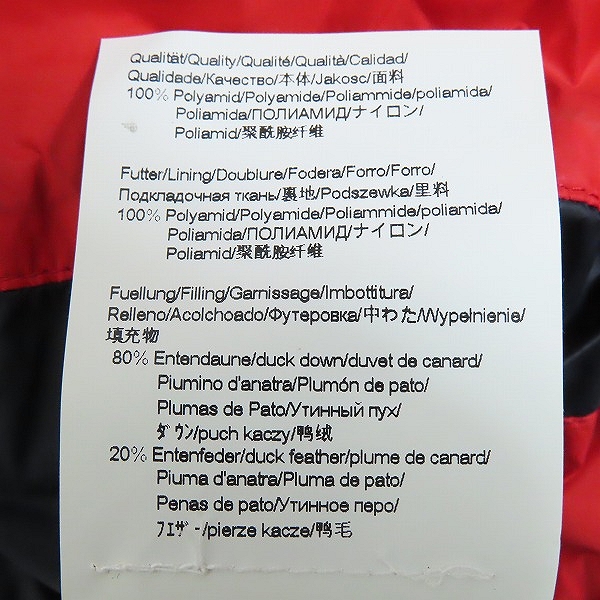 Qualität/Quality/Qualité/Qualità/Calidad/
Qualidade/Качество/本体/Jakosc/面料
100% Polyamid/Polyamide/Poliammide/poliamida/
Poliamida/ПОЛИАМИД/ナイロン/
Poliamid/聚酰胺纤维
Futter/Lining/Doublure/Fodera/Forro/Forro/
Подкладочная ткань/裏地/Podszewka/里料
100% Polyamid/Polyamide/Poliammide/poliamida/
Poliamida/ПОЛИАМИД/ナイロン/
Poliamid/聚酰胺纤维
Fuellung/Filling/Garnissage/Imbottitura/
Relleno/Acolchoado/Футеровка/中わた/Wypełnienie/
填充物
80% Entendaune/duck down/duvet de canard/
Piumino d'anatra/Plumón de pato/
Plumas de Pato/Утинный пух/
ﾀﾞｳﾝ/puch kaczy/鸭绒
20% Entenfeder/duck feather/plume de canard/
Piuma d'anatra/Pluma de pato/
Penas de pato/Утинное перо/
ﾌｪｻﾞｰ/pierze kacze/鸭毛